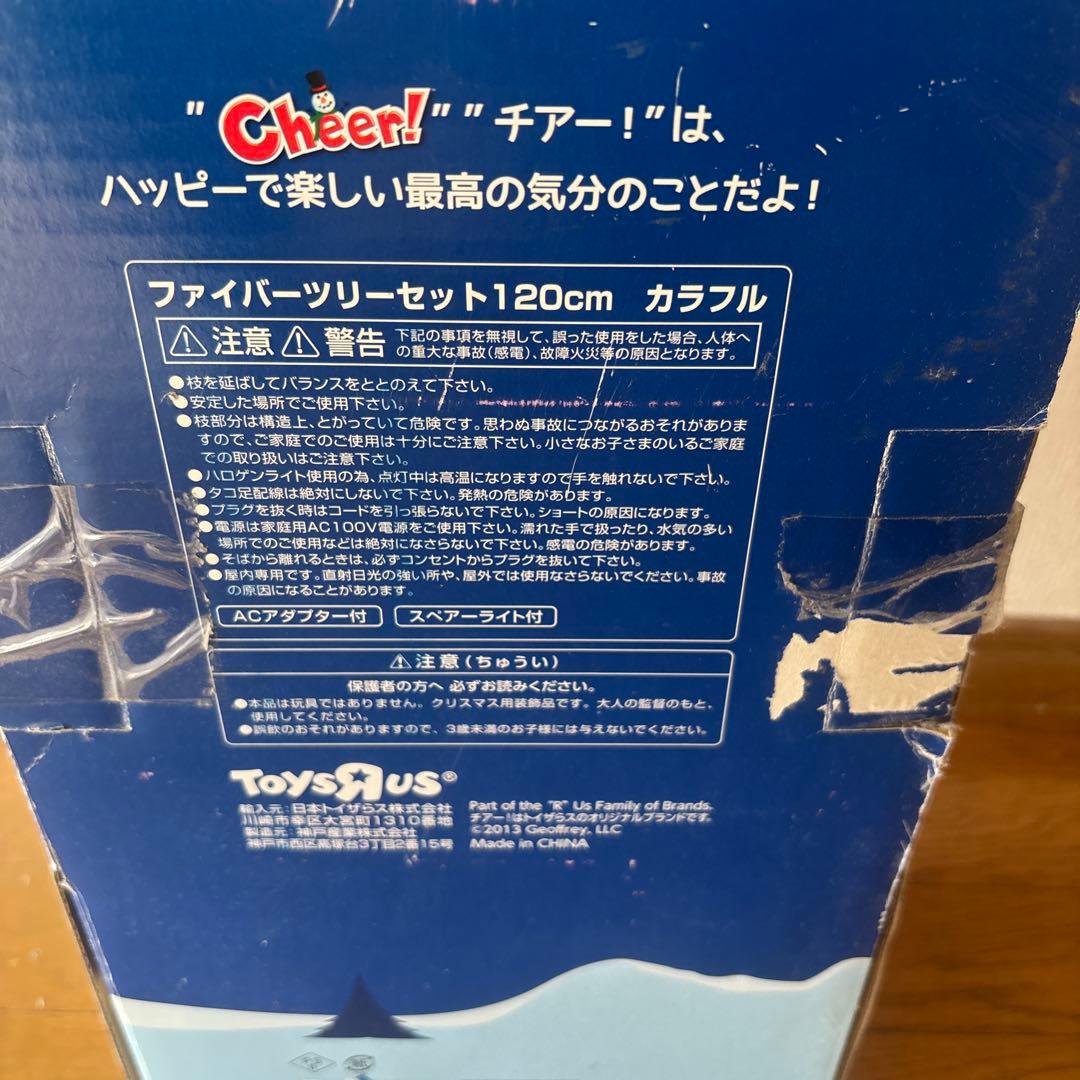 "Cheer!" "チアー!"は、
ハッピーで楽しい最高の気分のことだよ!
ファイバーツリーセット120cm カラフル
注意 警告 下記の事項を無視して、誤った使用をした場合、人体へ
の重大な事故(感電)、故障火災等の原因となります。
●枝を延ばしてバランスをととのえて下さい。
●安定した場所でご使用下さい。
●枝部分は構造上、とがっていて危険です。思わぬ事故につながるおそれがありま
すので、ご家庭でのご使用は十分にご注意下さい。小さなお子さまのいるご家庭
での取り扱いはご注意下さい。
●ハロゲンライト使用の為、点灯中は高温になりますので手を触れないで下さい。
●タコ足配線は絶対にしないで下さい。発熱の危険があります。
●プラグを抜く時はコードを引っ張らないで下さい。ショートの原因になります。
●電源は家庭用AC100V電源をご使用下さい。濡れた手で扱ったり、水気の多い
場所でのご使用などは絶対になさらないで下さい。感電の危険があります。
●そばから離れるときは、必ずコンセントからプラグを抜いて下さい。
●屋内専用です。直射日光の強い所や、屋外では使用なさらないでください。事故
の原因になることがあります。
ACアダプター付 スペアーライト付
注意(ちゅうい)
保護者の方へ 必ずお読みください。
●本品は玩具ではありません。クリスマス用装飾品です。大人の監督のもと、
使用してください。
●誤飲のおそれがありますので、3歳未満のお子様には与えないでください。
TOYSЯUS®
輸入元:日本トイザらス株式会社
川崎市幸区大宮町1310番地
製造元:神戸産業株式会社
神戸市西区高塚台3丁目2番15号
Part of the "R" Us Family of Brands.
チアー!はトイザらスのオリジナルブランドです。
©2013 Geoffrey, LLC
Made in CHINA